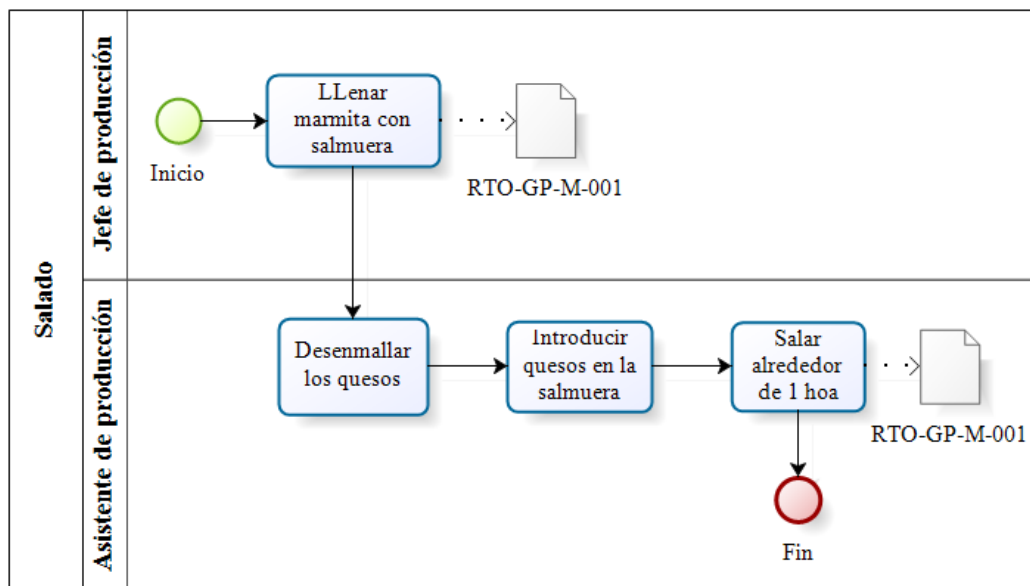 Salado
Jefe de producción
Inicio
LLenar
marmita con
salmuera
RTO-GP-M-001
Asistente de producción
Desenmallar
los quesos
Introducir
quesos en la
salmuera
Salar
alrededor
de 1 hoa
RTO-GP-M-001
Fin